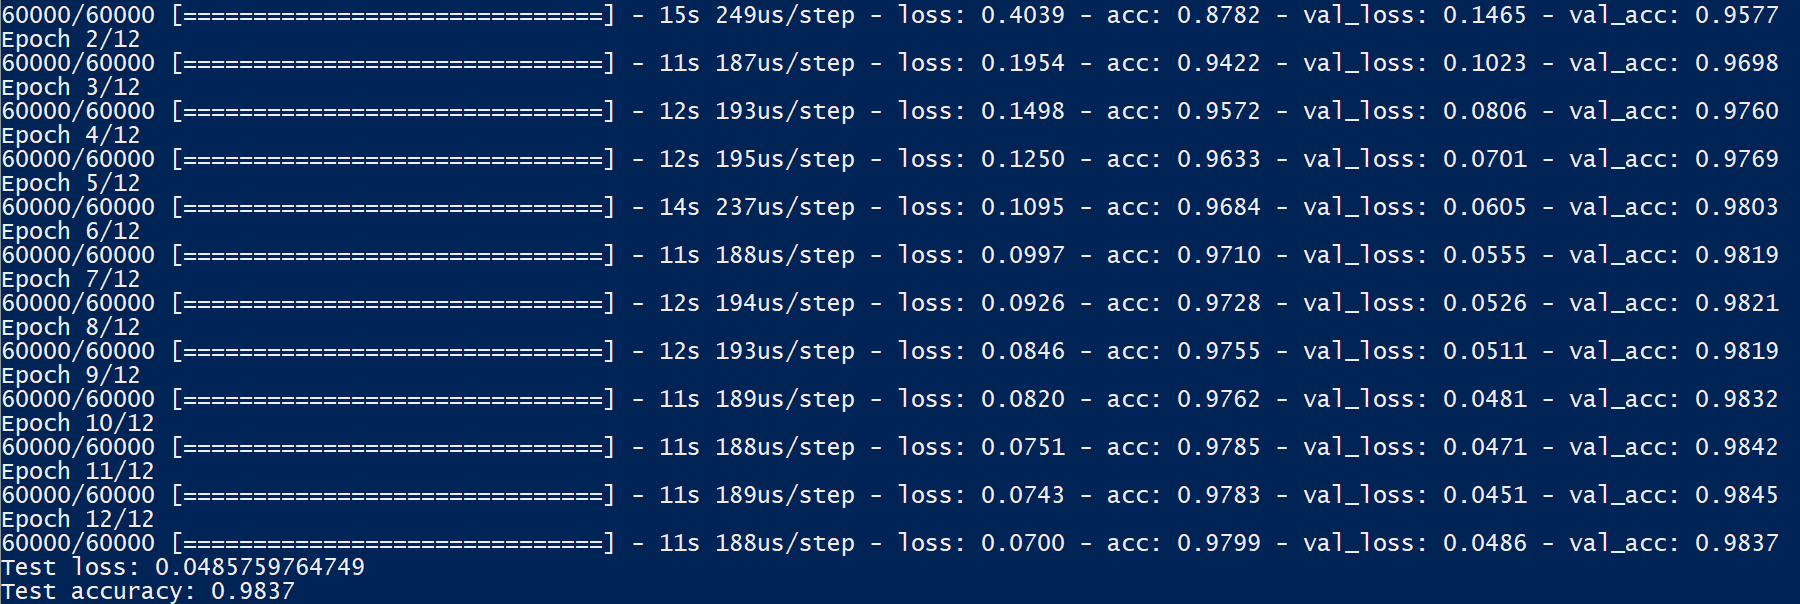 60000/60000 [==============================] - 15s 249us/step - loss: 0.4039 - acc: 0.8782 - val_loss: 0.1465 - val_acc: 0.9577
Epoch 2/12
60000/60000 [==============================] - 11s 187us/step - loss: 0.1954 - acc: 0.9422 - val_loss: 0.1023 - val_acc: 0.9698
Epoch 3/12
60000/60000 [==============================] - 12s 193us/step - loss: 0.1498 - acc: 0.9572 - val_loss: 0.0806 - val_acc: 0.9760
Epoch 4/12
60000/60000 [==============================] - 12s 195us/step - loss: 0.1250 - acc: 0.9633 - val_loss: 0.0701 - val_acc: 0.9769
Epoch 5/12
60000/60000 [==============================] - 14s 237us/step - loss: 0.1095 - acc: 0.9684 - val_loss: 0.0605 - val_acc: 0.9803
Epoch 6/12
60000/60000 [==============================] - 11s 188us/step - loss: 0.0997 - acc: 0.9710 - val_loss: 0.0555 - val_acc: 0.9819
Epoch 7/12
60000/60000 [==============================] - 12s 194us/step - loss: 0.0926 - acc: 0.9728 - val_loss: 0.0526 - val_acc: 0.9821
Epoch 8/12
60000/60000 [==============================] - 12s 193us/step - loss: 0.0846 - acc: 0.9755 - val_loss: 0.0511 - val_acc: 0.9819
Epoch 9/12
60000/60000 [==============================] - 11s 189us/step - loss: 0.0820 - acc: 0.9762 - val_loss: 0.0481 - val_acc: 0.9832
Epoch 10/12
60000/60000 [==============================] - 11s 188us/step - loss: 0.0751 - acc: 0.9785 - val_loss: 0.0471 - val_acc: 0.9842
Epoch 11/12
60000/60000 [==============================] - 11s 189us/step - loss: 0.0743 - acc: 0.9783 - val_loss: 0.0451 - val_acc: 0.9845
Epoch 12/12
60000/60000 [==============================] - 11s 188us/step - loss: 0.0700 - acc: 0.9799 - val_loss: 0.0486 - val_acc: 0.9837
Test loss: 0.0485759764749
Test accuracy: 0.9837